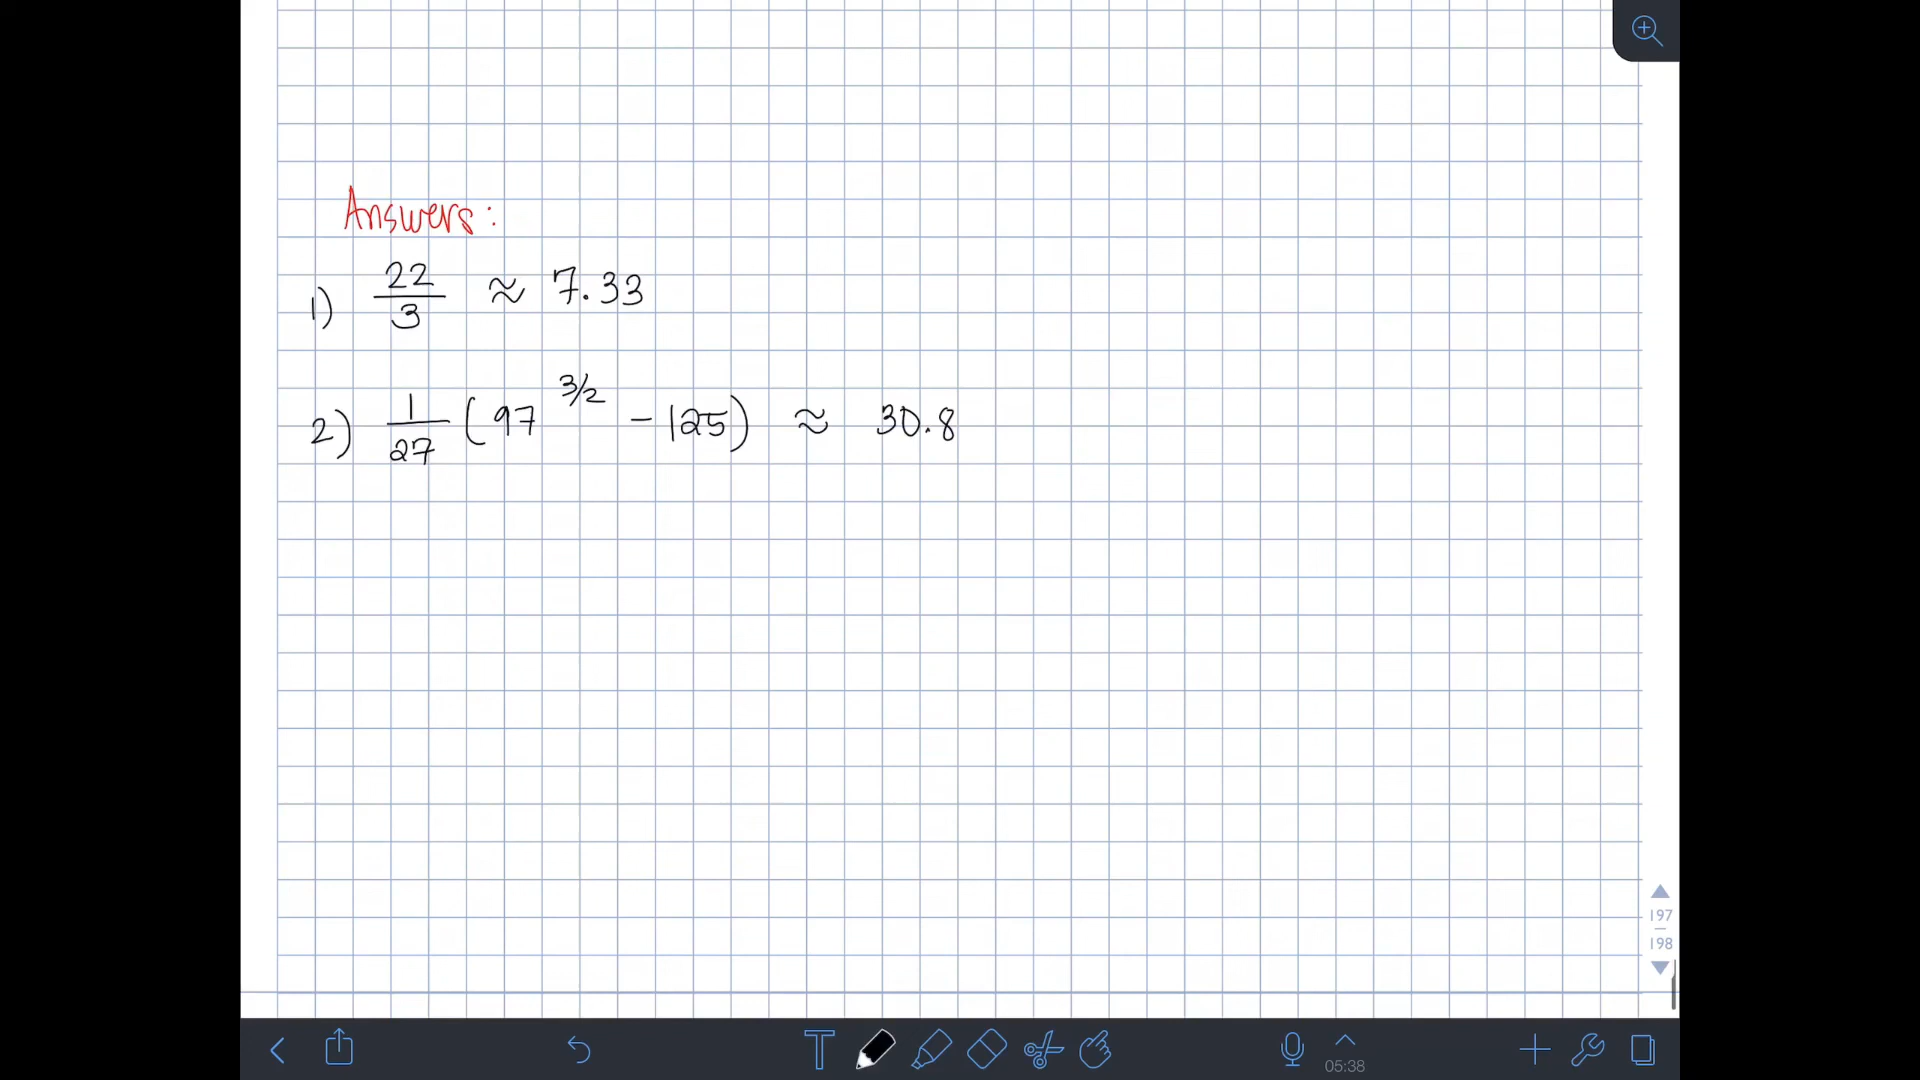 Answers:
1) 22/3 ≈ 7.33
2) 1/27 (97^3/2 - 125) ≈ 30.8
197
198
T
05:38